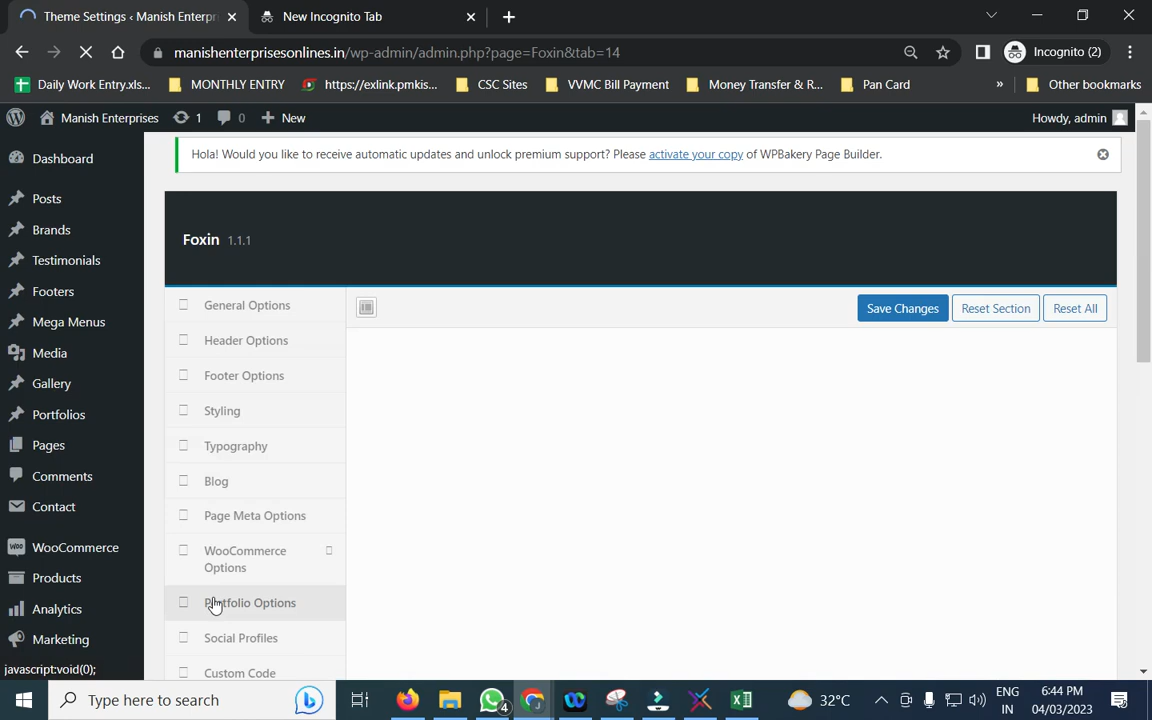 Theme Settings ‹ Manish Enterpri
New Incognito Tab
manishenterprisesonlines.in/wp-admin/admin.php?page=Foxin&tab=14
Incognito (2)
Daily Work Entry.xls...
MONTHLY ENTRY
https://exlink.pmkis...
CSC Sites
VVMC Bill Payment
Money Transfer & R...
Pan Card
»
Other bookmarks
Manish Enterprises
1
0
New
Howdy, admin
Dashboard
Posts
Brands
Testimonials
Footers
Mega Menus
Media
Gallery
Portfolios
Pages
Comments
Contact
WooCommerce
Products
Analytics
Marketing
javascript:void(0);
Hola! Would you like to receive automatic updates and unlock premium support? Please activate your copy of WPBakery Page Builder.
Foxin 1.1.1
General Options
Header Options
Footer Options
Styling
Typography
Blog
Page Meta Options
WooCommerce
Options
Portfolio Options
Social Profiles
Custom Code
Save Changes
Reset Section
Reset All
Type here to search
4
32°C
ENG
IN
6:44 PM
04/03/2023